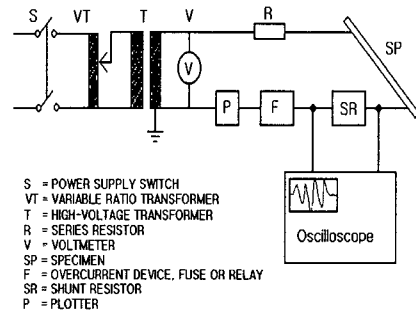 S VT T V R SP
V
P F SR
Oscilloscope
S = POWER SUPPLY SWITCH
VT = VARIABLE RATIO TRANSFORMER
T = HIGH-VOLTAGE TRANSFORMER
R = SERIES RESISTOR
V = VOLTMETER
SP = SPECIMEN
F = OVERCURRENT DEVICE, FUSE OR RELAY
SR = SHUNT RESISTOR
P = PLOTTER